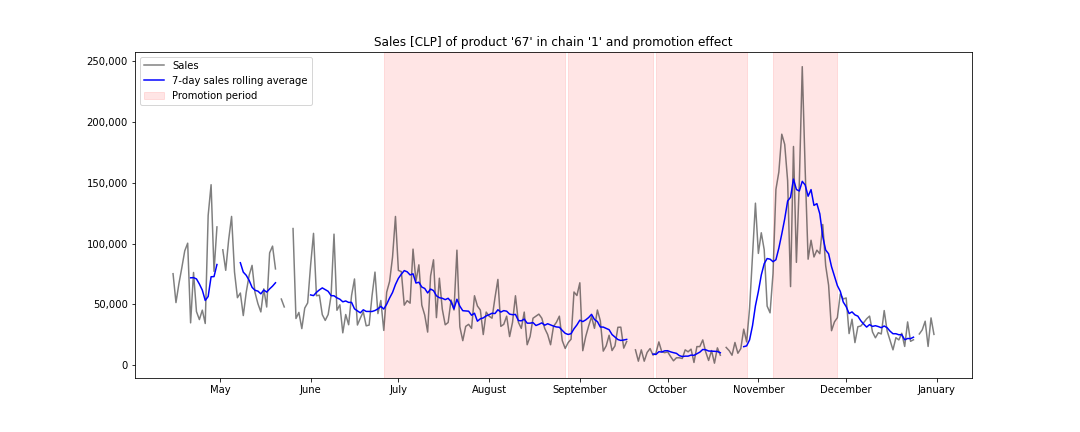 Sales [CLP] of product '67' in chain '1' and promotion effect
250,000
200,000
150,000
100,000
50,000
0
Sales
7-day sales rolling average
Promotion period
May June July August September October November December January